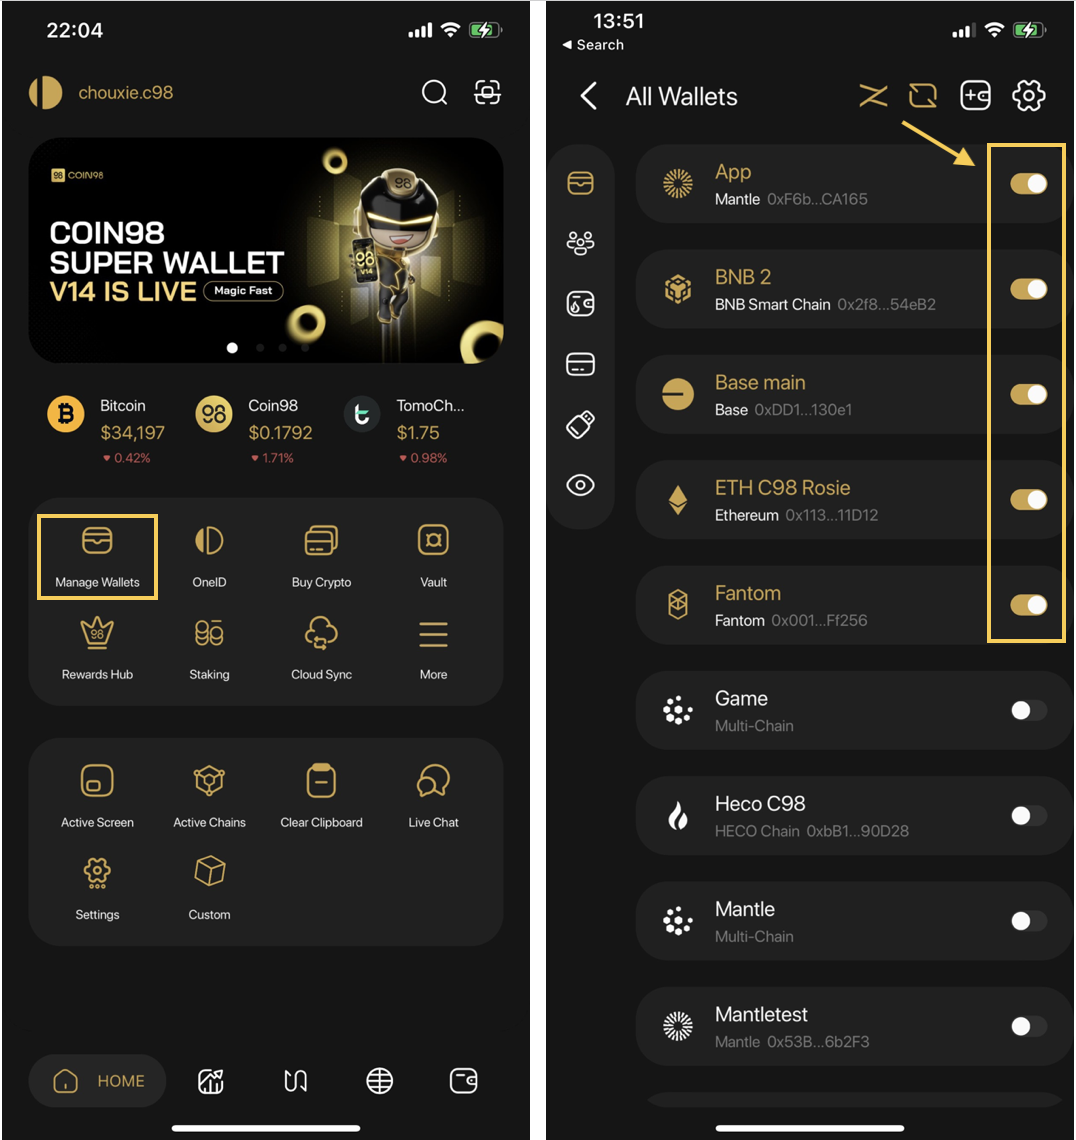 22:04
chouxie.c98
98 COIN98
98
COIN98
SUPER WALLET
V14 IS LIVE Magic Fast
98
V14
Bitcoin
$34,197
0.42%
Coin98
$0.1792
1.71%
TomoCh...
$1.75
0.98%
Manage Wallets
OneID
Buy Crypto
Vault
98
Rewards Hub
Staking
Cloud Sync
More
Active Screen
Active Chains
Clear Clipboard
Live Chat
Settings
Custom
HOME
13:51
◀ Search
All Wallets
App
Mantle 0xF6b...CA165
BNB 2
BNB Smart Chain 0x2f8...54eB2
Base main
Base 0xDD1...130e1
ETH C98 Rosie
Ethereum 0x113...11D12
Fantom
Fantom 0x001...Ff256
Game
Multi-Chain
Heco C98
HECO Chain 0xbB1...90D28
Mantle
Multi-Chain
Mantletest
Mantle 0x53B...6b2F3